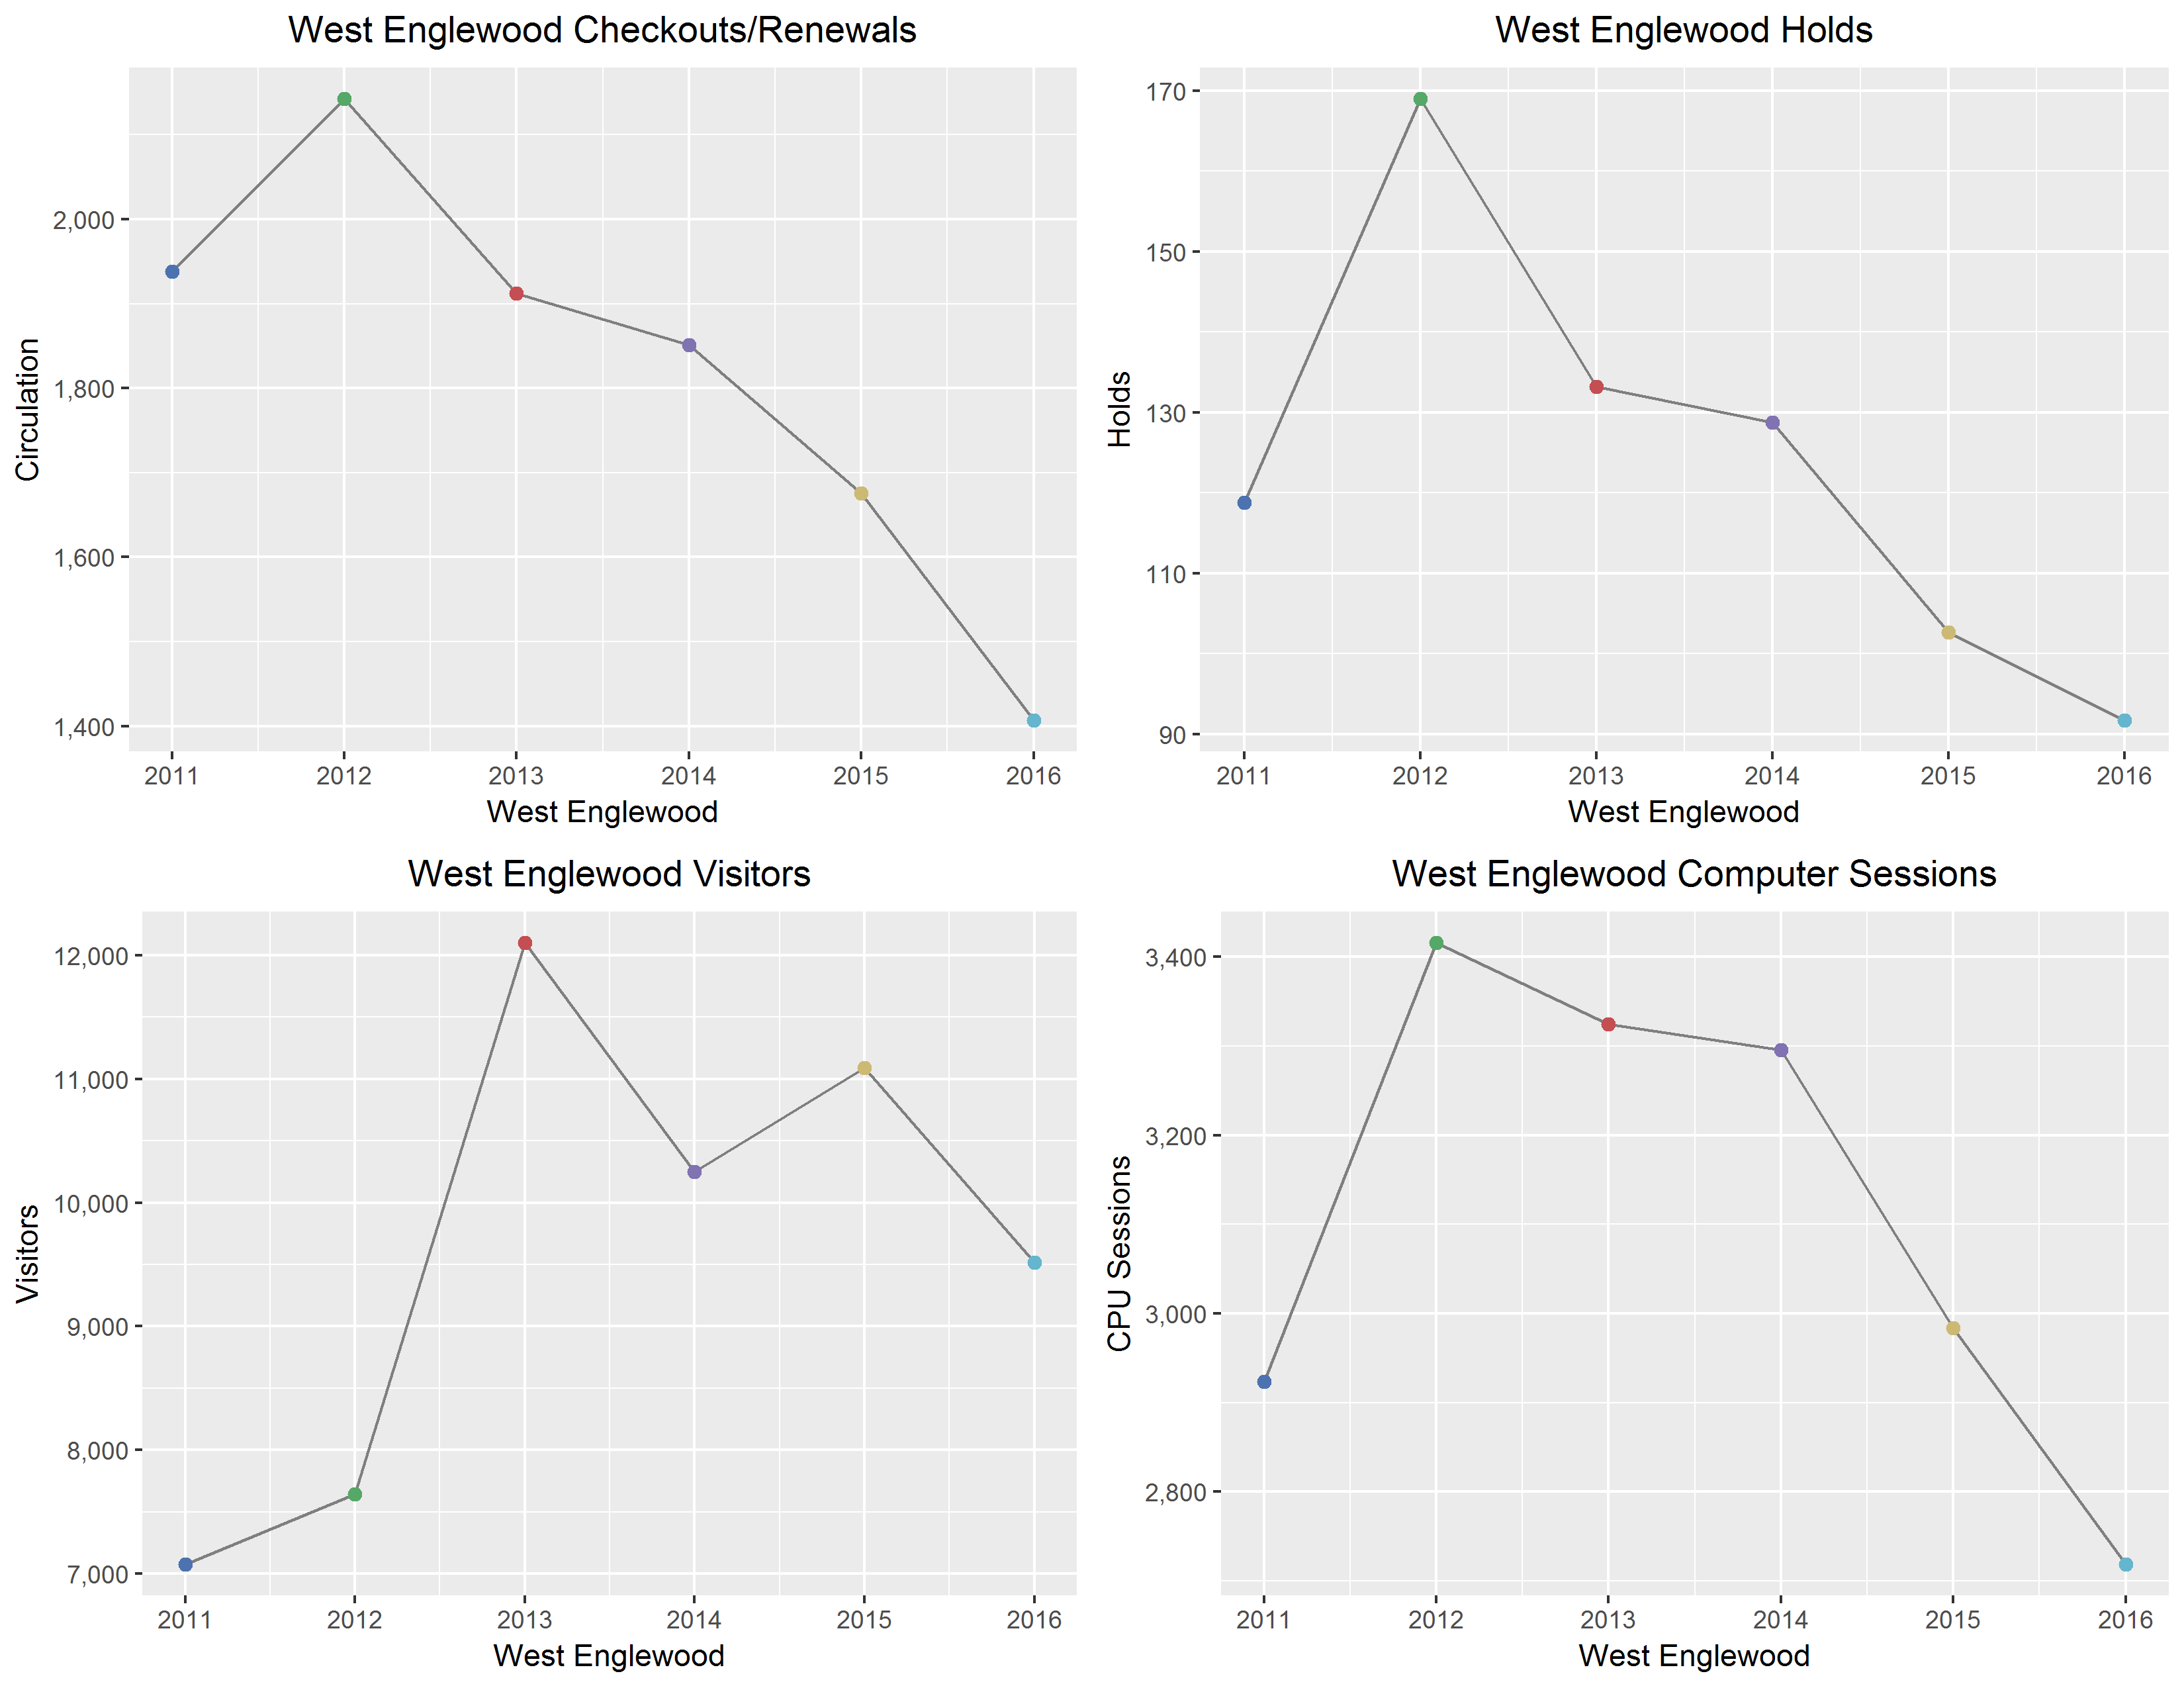 West Englewood Checkouts/Renewals
Circulation
2,000
1,800
1,600
1,400
2011 2012 2013 2014 2015 2016
West Englewood
West Englewood Holds
Holds
170
150
130
110
90
2011 2012 2013 2014 2015 2016
West Englewood
West Englewood Visitors
Visitors
12,000
11,000
10,000
9,000
8,000
7,000
2011 2012 2013 2014 2015 2016
West Englewood
West Englewood Computer Sessions
CPU Sessions
3,400
3,200
3,000
2,800
2011 2012 2013 2014 2015 2016
West Englewood